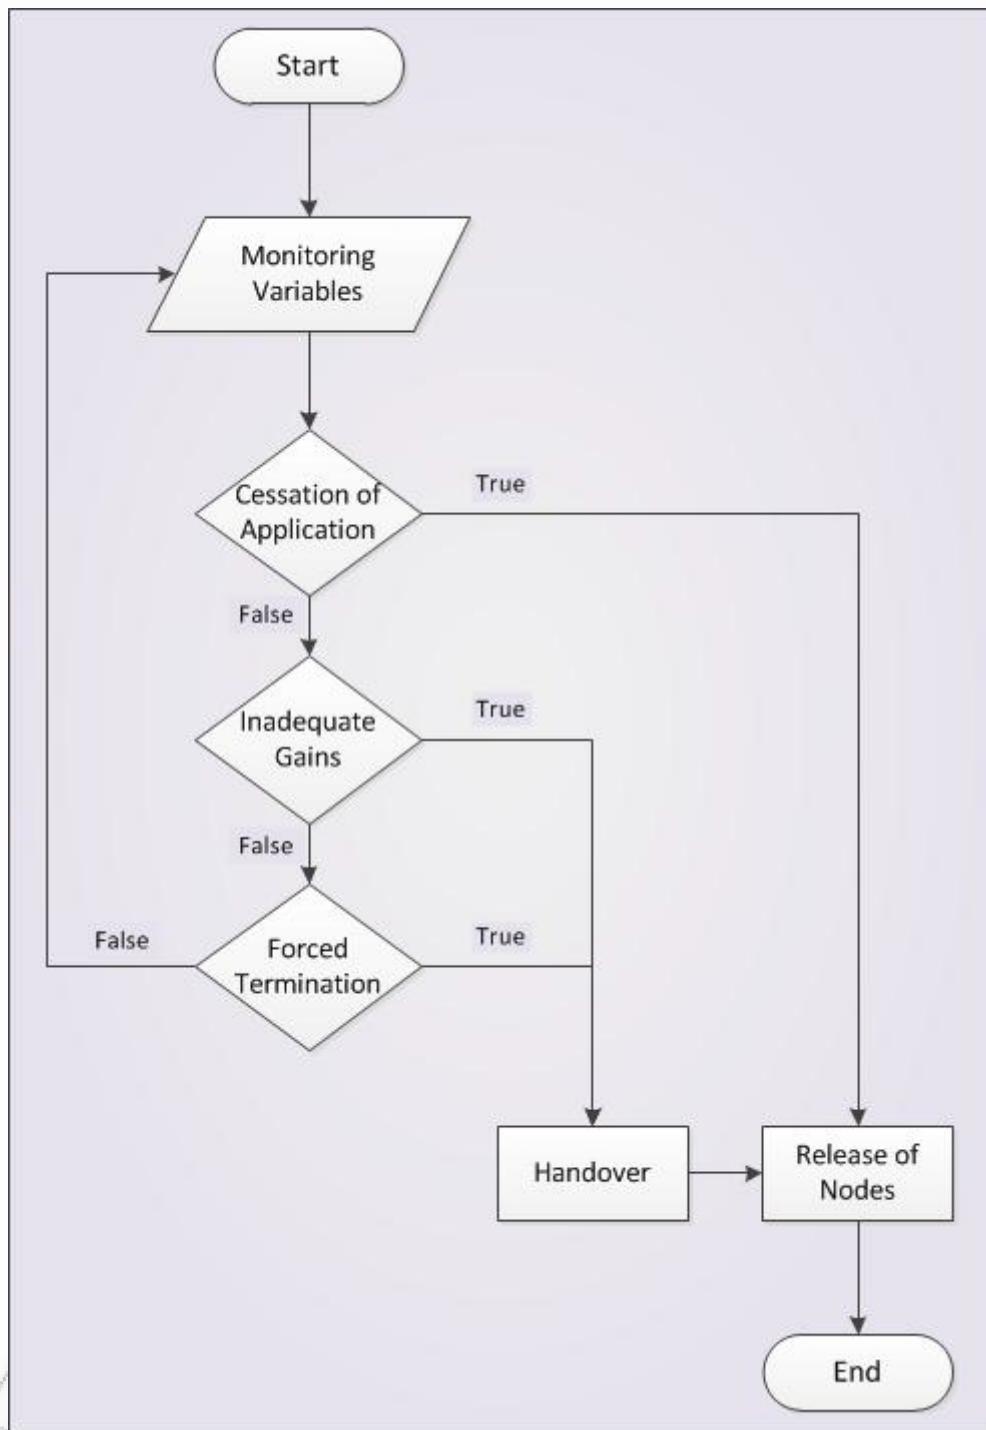 Start
Monitoring
Variables
Cessation of
Application
True
False
Inadequate
Gains
True
False
Forced
Termination
False
True
Handover
Release of
Nodes
End